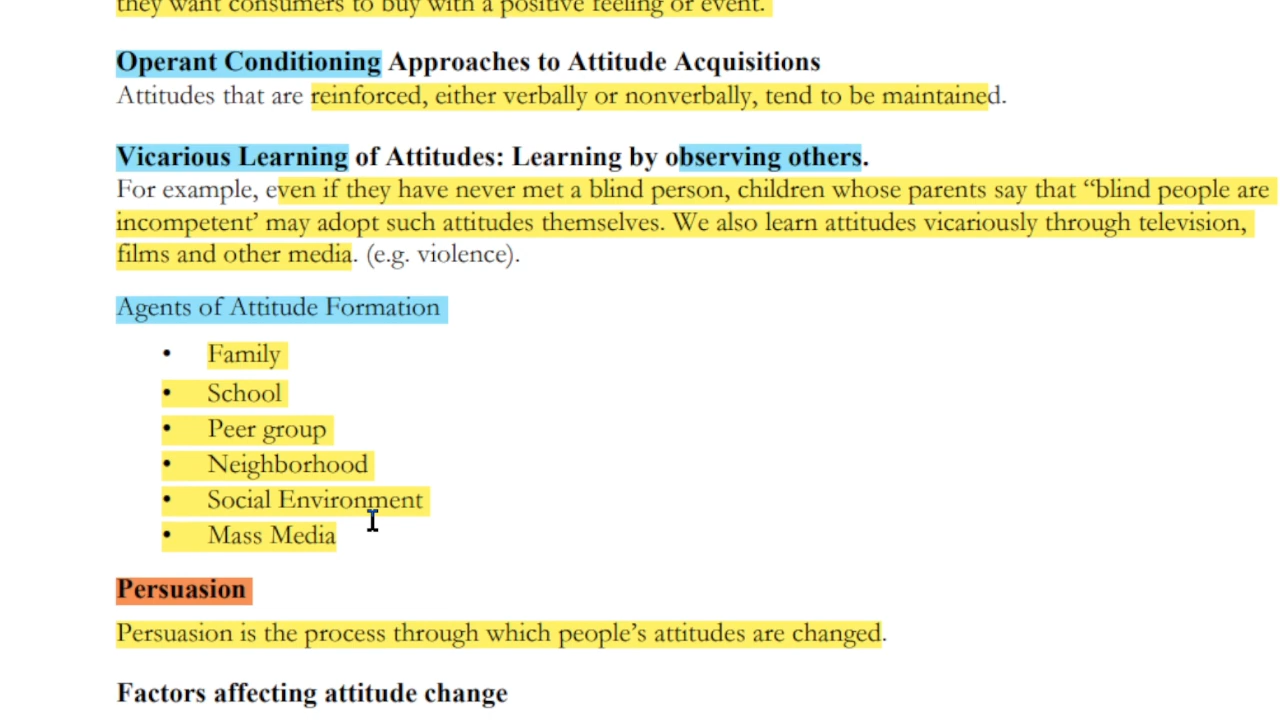 they want consumers to buy with a positive feeling or event.
Operant Conditioning Approaches to Attitude Acquisitions
Attitudes that are reinforced, either verbally or nonverbally, tend to be maintained.
Vicarious Learning of Attitudes: Learning by observing others.
For example, even if they have never met a blind person, children whose parents say that “blind people are
incompetent’ may adopt such attitudes themselves. We also learn attitudes vicariously through television,
films and other media. (e.g. violence).
Agents of Attitude Formation
• Family
• School
• Peer group
• Neighborhood
• Social Environment
• Mass Media
Persuasion
Persuasion is the process through which people’s attitudes are changed.
Factors affecting attitude change